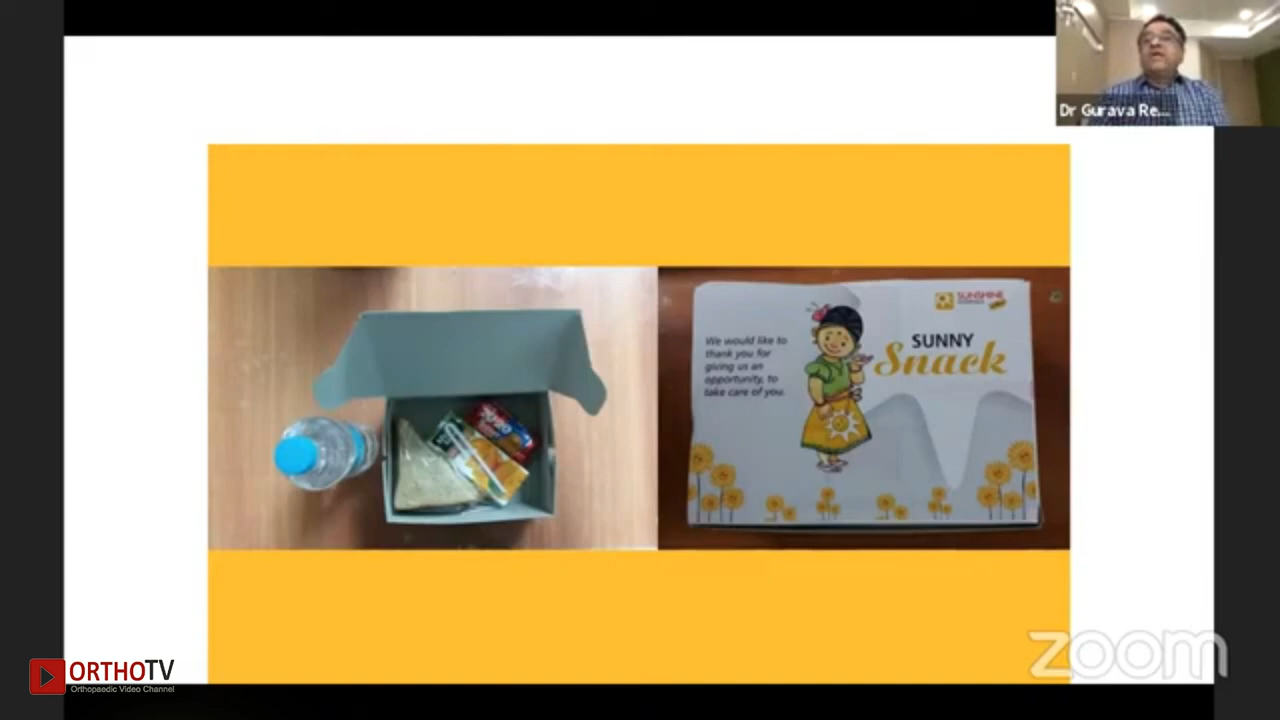 Dr Gurava Re...
SUNSHINE
SUNNY
Snack
We would like to
thank you for
giving us an
opportunity, to
take care of you.
zoom
ORTHOTV
Orthopaedic Video Channel